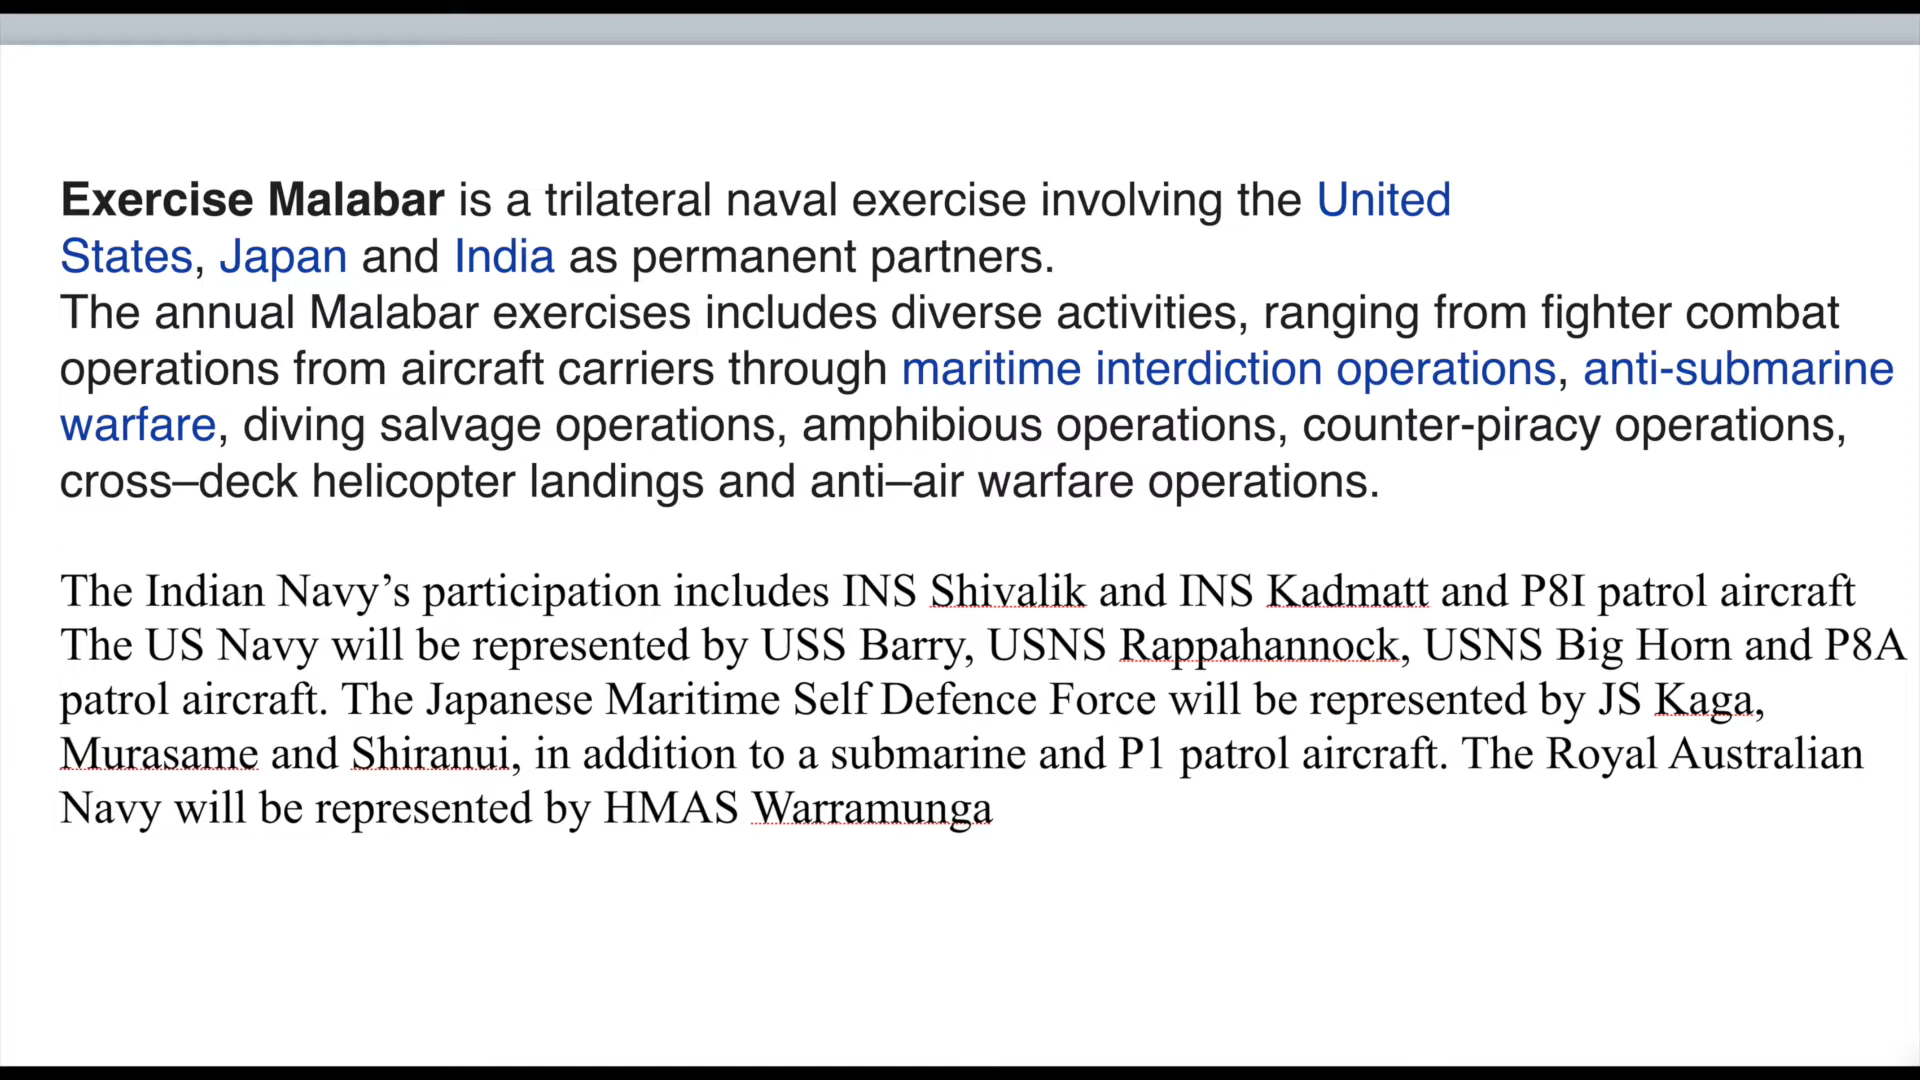 Exercise Malabar is a trilateral naval exercise involving the United
States, Japan and India as permanent partners.
The annual Malabar exercises includes diverse activities, ranging from fighter combat
operations from aircraft carriers through maritime interdiction operations, anti-submarine
warfare, diving salvage operations, amphibious operations, counter-piracy operations,
cross–deck helicopter landings and anti–air warfare operations.
The Indian Navy’s participation includes INS Shivalik and INS Kadmatt and P8I patrol aircraft
The US Navy will be represented by USS Barry, USNS Rappahannock, USNS Big Horn and P8A
patrol aircraft. The Japanese Maritime Self Defence Force will be represented by JS Kaga,
Murasame and Shiranui, in addition to a submarine and P1 patrol aircraft. The Royal Australian
Navy will be represented by HMAS Warramunga